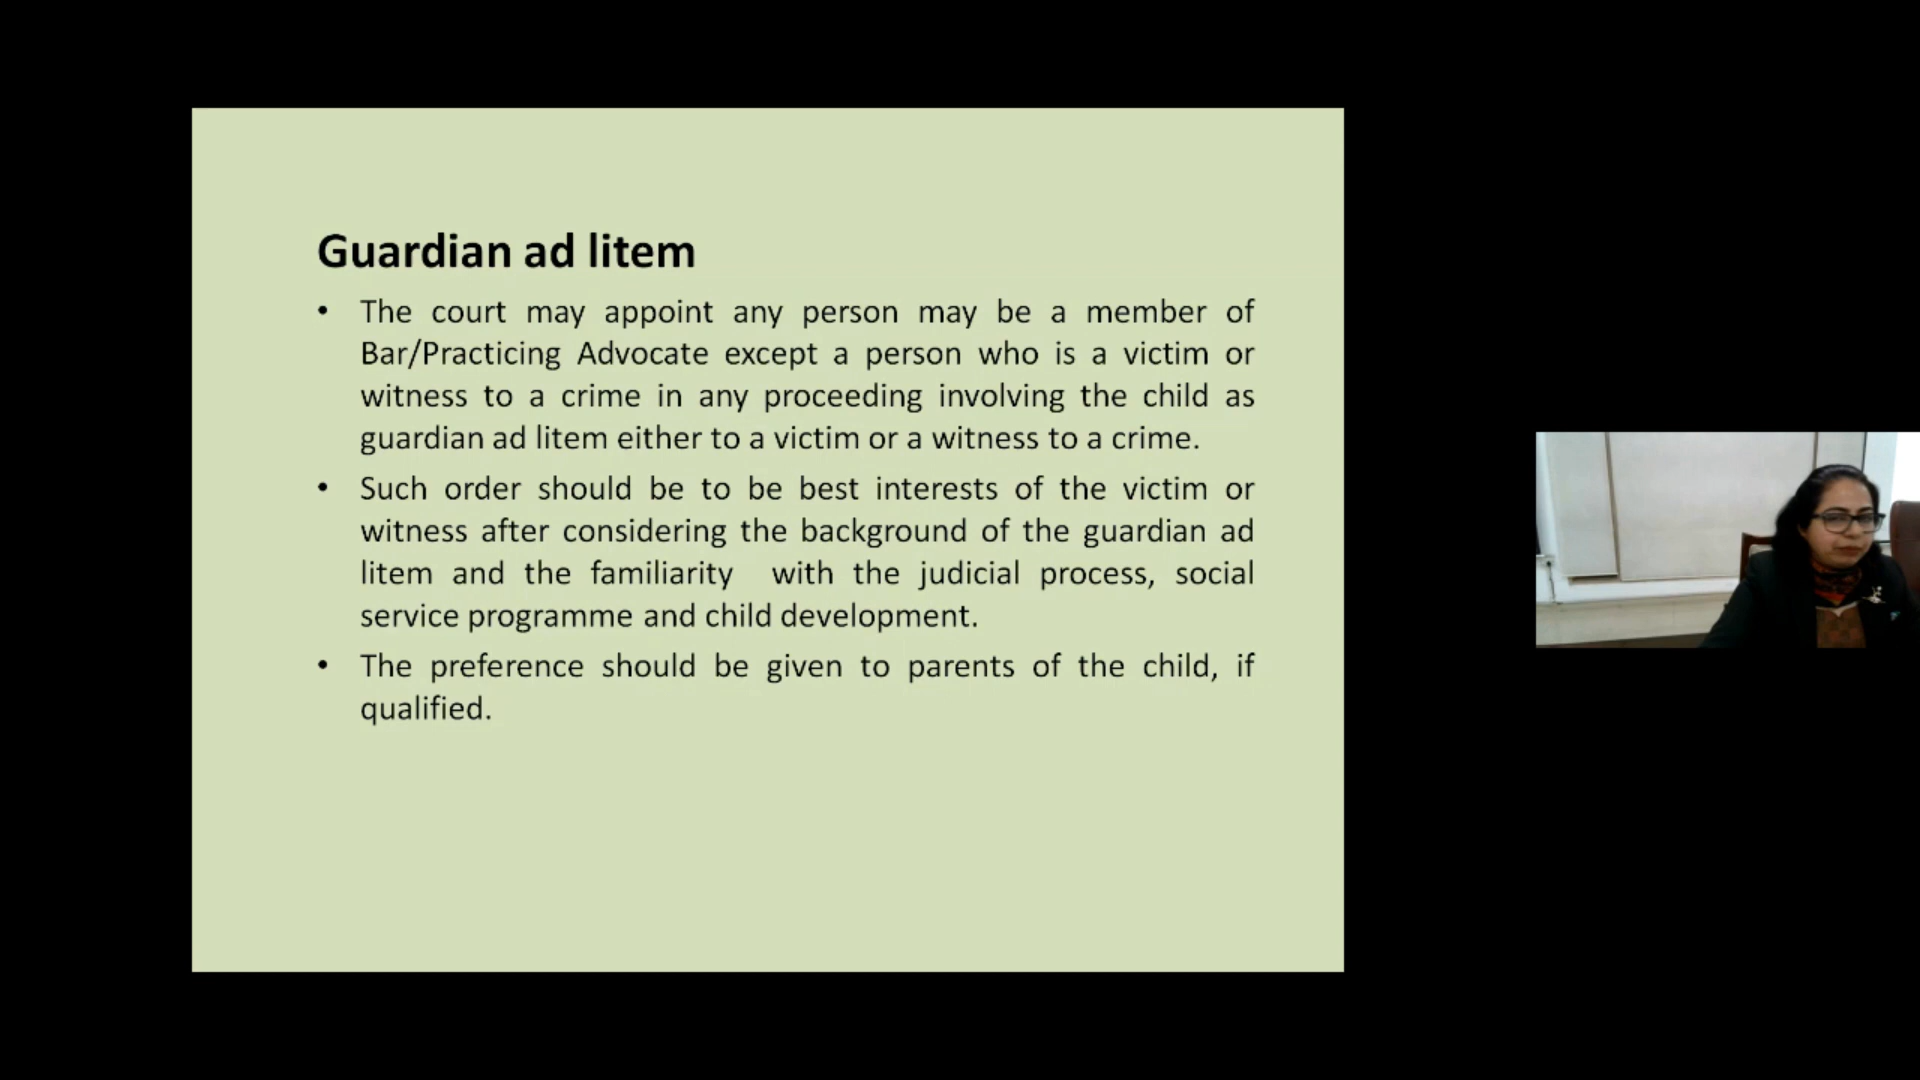 Guardian ad litem
• The court may appoint any person may be a member of
Bar/Practicing Advocate except a person who is a victim or
witness to a crime in any proceeding involving the child as
guardian ad litem either to a victim or a witness to a crime.
• Such order should be to be best interests of the victim or
witness after considering the background of the guardian ad
litem and the familiarity with the judicial process, social
service programme and child development.
• The preference should be given to parents of the child, if
qualified.